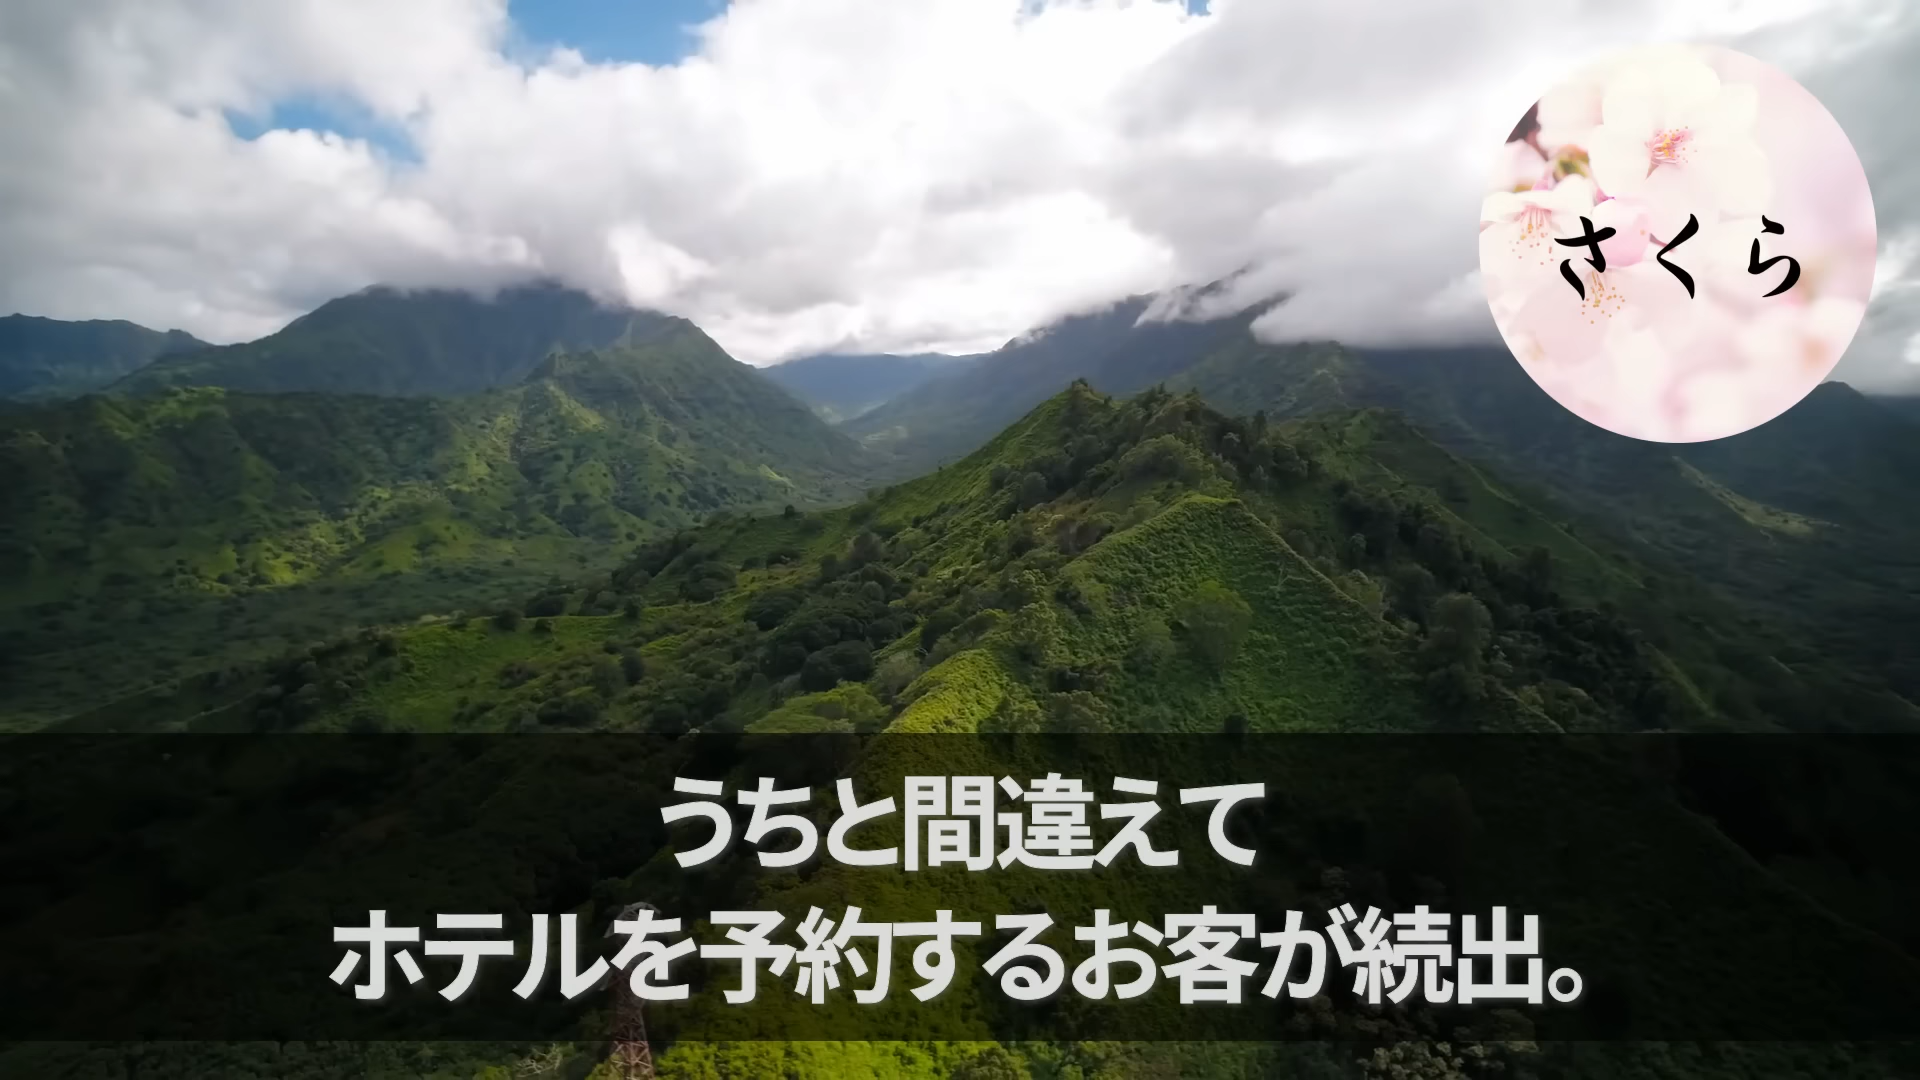 さくら
うちと間違えて
ホテルを予約するお客が続出。